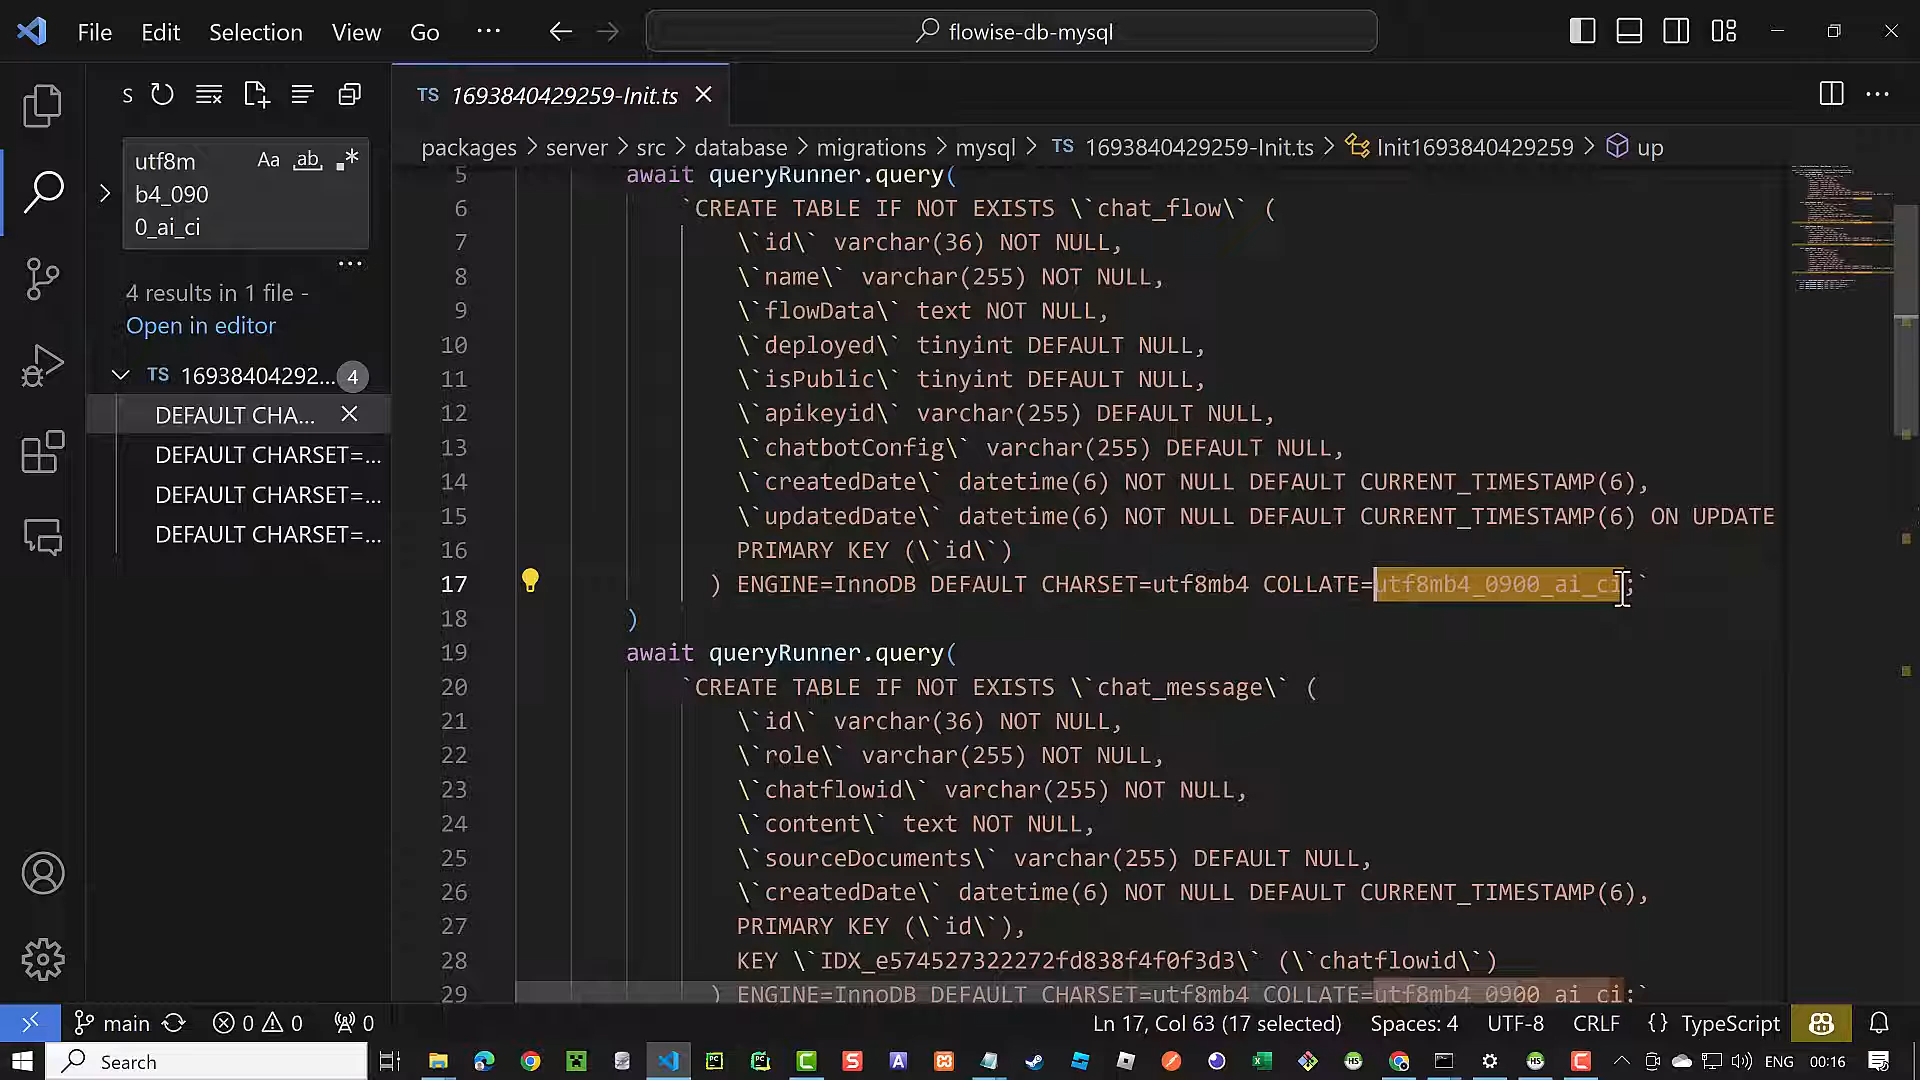 File Edit Selection View Go ··· flowise-db-mysql
S
utf8m
b4_090
0_ai_ci
Aa ab .*
4 results in 1 file -
Open in editor
TS 16938404292... 4
DEFAULT CHA...
DEFAULT CHARSET=...
DEFAULT CHARSET=...
DEFAULT CHARSET=...
TS 1693840429259-Init.ts
packages > server > src > database > migrations > mysql > TS 1693840429259-Init.ts > Init1693840429259 > up
5 await queryRunner.query(
6 `CREATE TABLE IF NOT EXISTS \`chat_flow\` (
7 \`id\` varchar(36) NOT NULL,
8 \`name\` varchar(255) NOT NULL,
9 \`flowData\` text NOT NULL,
10 \`deployed\` tinyint DEFAULT NULL,
11 \`isPublic\` tinyint DEFAULT NULL,
12 \`apikeyid\` varchar(255) DEFAULT NULL,
13 \`chatbotConfig\` varchar(255) DEFAULT NULL,
14 \`createdDate\` datetime(6) NOT NULL DEFAULT CURRENT_TIMESTAMP(6),
15 \`updatedDate\` datetime(6) NOT NULL DEFAULT CURRENT_TIMESTAMP(6) ON UPDATE
16 PRIMARY KEY (\`id\`)
17 ) ENGINE=InnoDB DEFAULT CHARSET=utf8mb4 COLLATE=utf8mb4_0900_ai_ci;`
18 )
19 await queryRunner.query(
20 `CREATE TABLE IF NOT EXISTS \`chat_message\` (
21 \`id\` varchar(36) NOT NULL,
22 \`role\` varchar(255) NOT NULL,
23 \`chatflowid\` varchar(255) NOT NULL,
24 \`content\` text NOT NULL,
25 \`sourceDocuments\` varchar(255) DEFAULT NULL,
26 \`createdDate\` datetime(6) NOT NULL DEFAULT CURRENT_TIMESTAMP(6),
27 PRIMARY KEY (\`id\`),
28 KEY \`IDX_e574527322272fd838f4f0f3d3\` (\`chatflowid\`)
29 ) ENGINE=InnoDB DEFAULT CHARSET=utf8mb4 COLLATE=utf8mb4_0900_ai_ci;`
main 0 0 0 Ln 17, Col 63 (17 selected) Spaces: 4 UTF-8 CRLF {} TypeScript
Search ENG 00:16